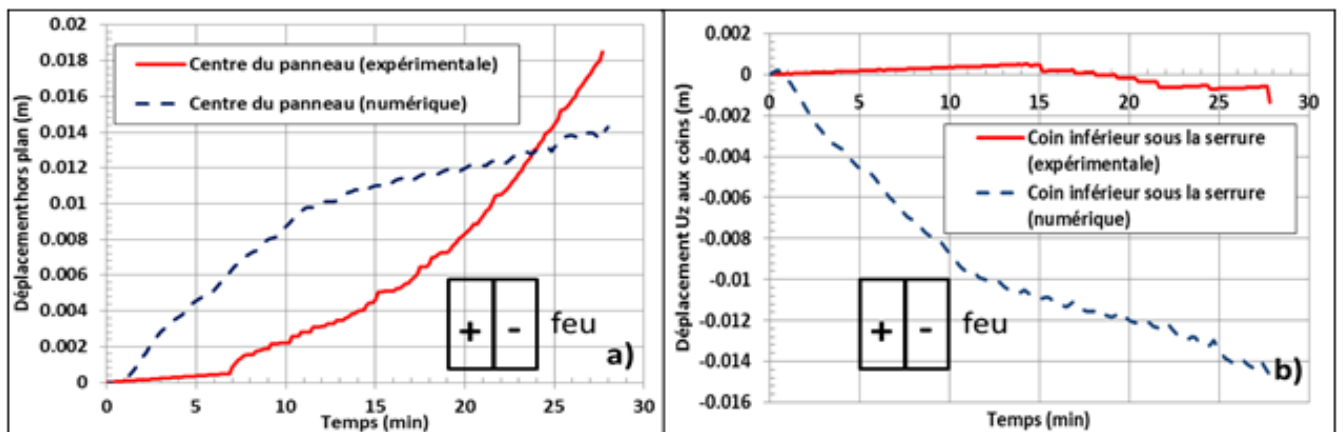 0.02
0.018
0.016
0.014
0.012
0.01
0.008
0.006
0.004
0.002
0
Déplacement hors plan (m)
Centre du panneau (expérimentale)
Centre du panneau (numérique)
+ -
feu
a)
0 5 10 15 20 25 30
Temps (min)
0.002
0
-0.002
-0.004
-0.006
-0.008
-0.01
-0.012
-0.014
-0.016
Déplacement Uz aux coins (m)
0 5 10 15 20 25 30
Coin inférieur sous la serrure
(expérimentale)
Coin inférieur sous la serrure
(numérique)
+ -
feu
b)
Temps (min)